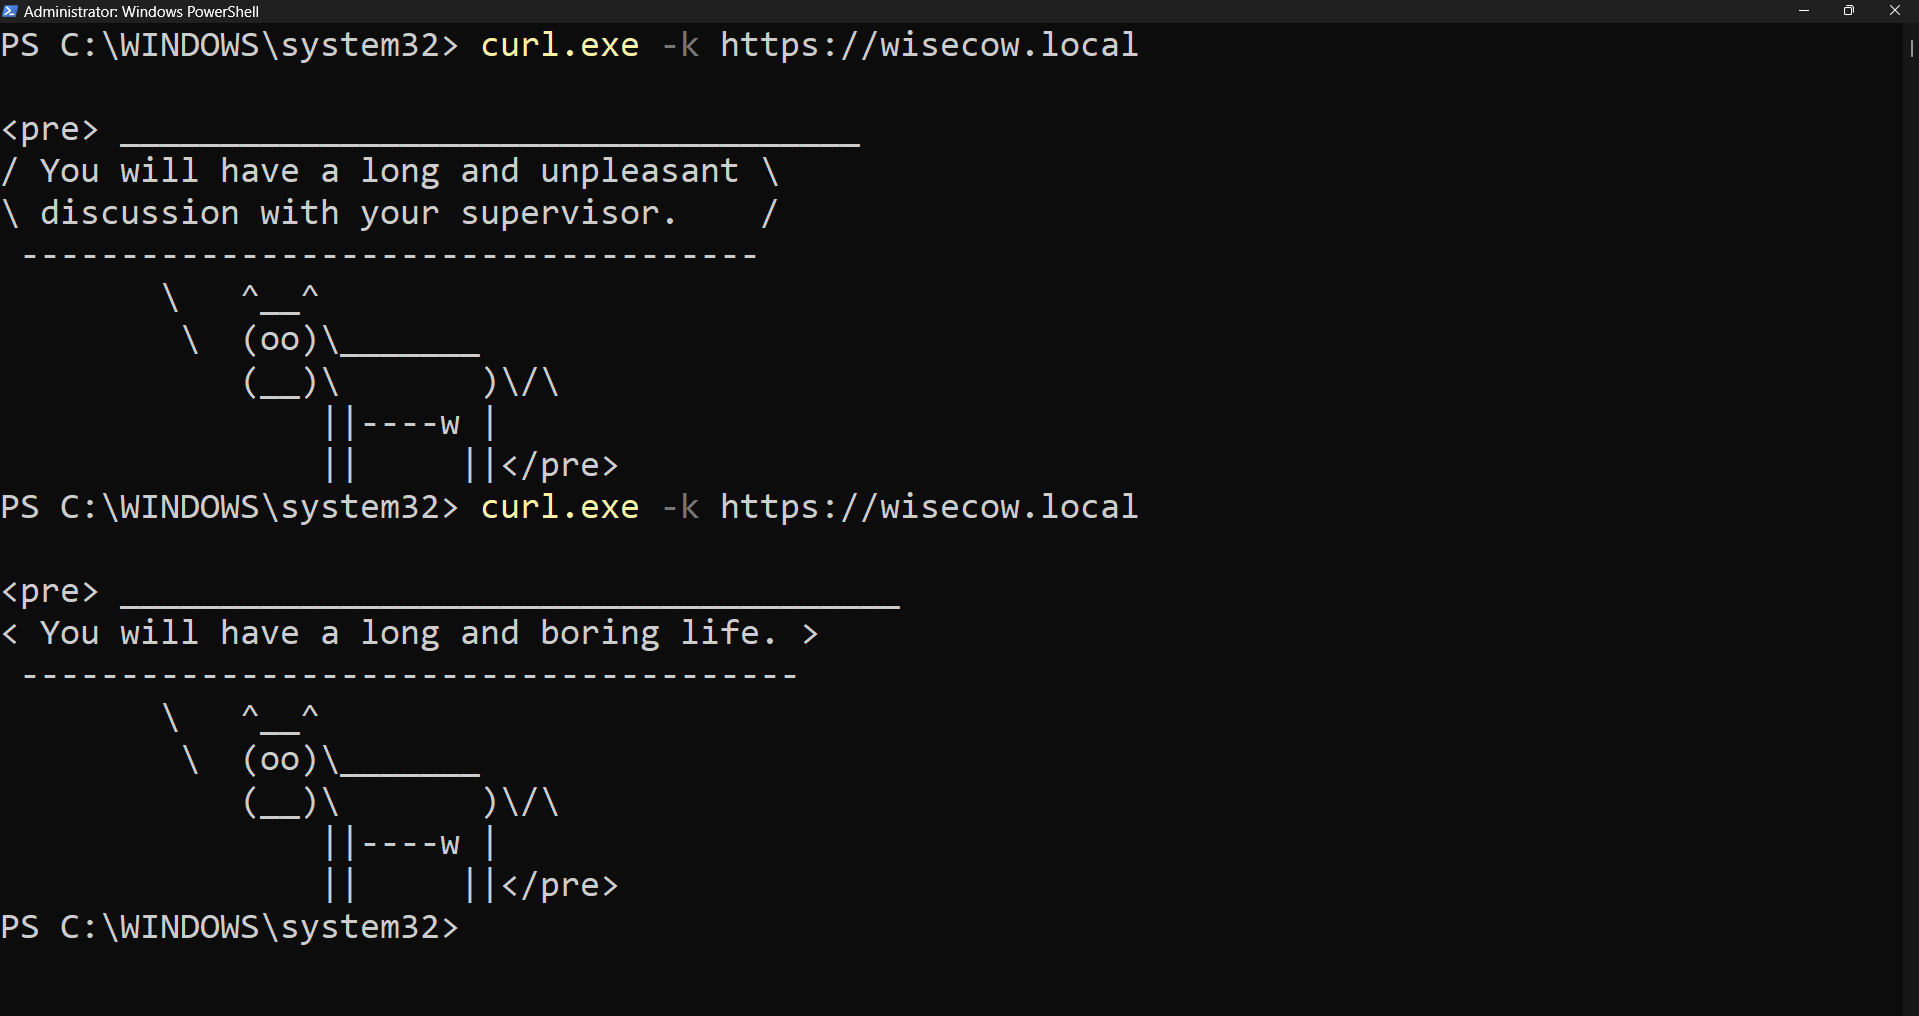 Administrator: Windows PowerShell
PS C:\WINDOWS\system32> curl.exe -k https://wisecow.local

<pre> _____________________________________
/ You will have a long and unpleasant \
\ discussion with your supervisor.    /
 -------------------------------------
        \   ^__^
         \  (oo)\_______
            (__)\       )\/\
                ||----w |
                ||     ||</pre>
PS C:\WINDOWS\system32> curl.exe -k https://wisecow.local

<pre> _______________________________________
< You will have a long and boring life. >
 ---------------------------------------
        \   ^__^
         \  (oo)\_______
            (__)\       )\/\
                ||----w |
                ||     ||</pre>
PS C:\WINDOWS\system32>